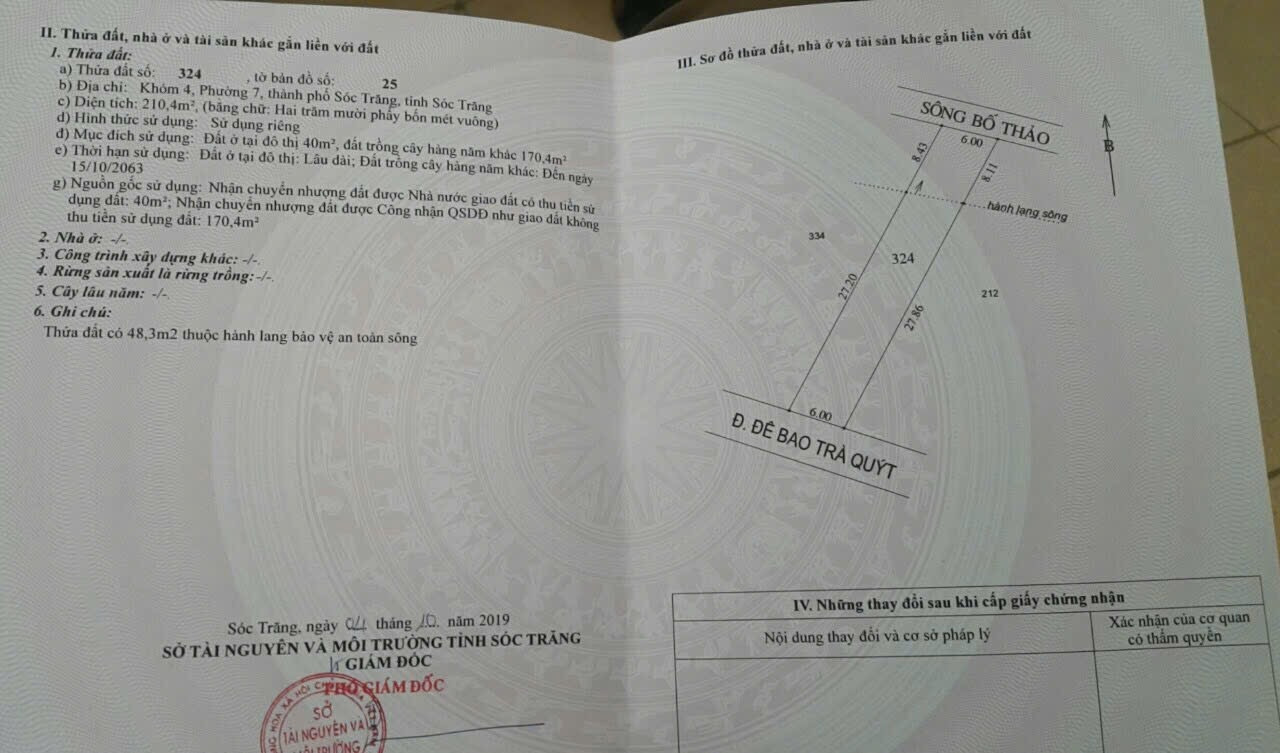 II. Thửa đất, nhà ở và tài sản khác gắn liền với đất
1. Thửa đất:
a) Thửa đất số: 324 , tờ bản đồ số: 25
b) Địa chỉ: Khóm 4, Phường 7, thành phố Sóc Trăng, tỉnh Sóc Trăng
c) Diện tích: 210,4m², (bằng chữ: Hai trăm mười phẩy bốn mét vuông)
d) Hình thức sử dụng: Sử dụng riêng
đ) Mục đích sử dụng: Đất ở tại đô thị 40m², đất trồng cây hàng năm khác 170,4m²
e) Thời hạn sử dụng: Đất ở tại đô thị: Lâu dài; Đất trồng cây hàng năm khác: Đến ngày
15/10/2063
g) Nguồn gốc sử dụng: Nhận chuyển nhượng đất được Nhà nước giao đất có thu tiền sử
dụng đất: 40m²; Nhận chuyển nhượng đất được Công nhận QSDĐ như giao đất không
thu tiền sử dụng đất: 170,4m²
2. Nhà ở: -/-.
3. Công trình xây dựng khác: -/-.
4. Rừng sản xuất là rừng trồng: -/-.
5. Cây lâu năm: -/-.
6. Ghi chú:
Thửa đất có 48,3m2 thuộc hành lang bảo vệ an toàn sông
Sóc Trăng, ngày 04 tháng 10 năm 2019
SỞ TÀI NGUYÊN VÀ MÔI TRƯỜNG TỈNH SÓC TRĂNG
GIÁM ĐỐC
PHÓ GIÁM ĐỐC
SỞ
TÀI NGUYÊN VÀ
MÔI TRƯỜNG
III. Sơ đồ thửa đất, nhà ở và tài sản khác gắn liền với đất
SÔNG BỐ THẢO
6.00
B
8.43
8.11
hành lang sông
334
324
212
27.20
27.86
6.00
Đ. ĐÊ BAO TRÀ QUÝT
IV. Những thay đổi sau khi cấp giấy chứng nhận
Nội dung thay đổi và cơ sở pháp lý
Xác nhận của cơ quan
có thẩm quyền